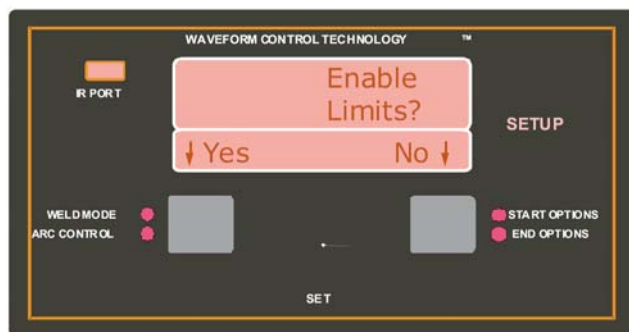 WAVEFORM CONTROL TECHNOLOGY ™
IR PORT
Enable
Limits?
SETUP
↓ Yes No ↓
WELD MODE
ARC CONTROL
START OPTIONS
END OPTIONS
SET